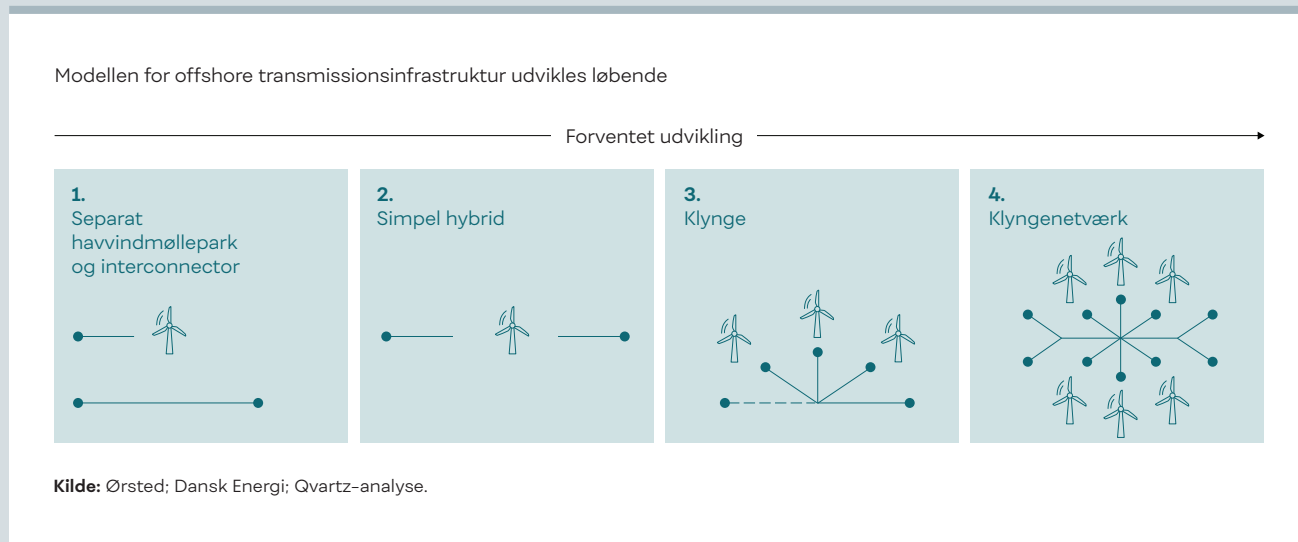 Modellen for offshore transmissionsinfrastruktur udvikles løbende
Forventet udvikling
1.
Separat
havvindmøllepark
og interconnector
2.
Simpel hybrid
3.
Klynge
4.
Klyngenetværk
Kilde: Ørsted; Dansk Energi; Qvartz-analyse.